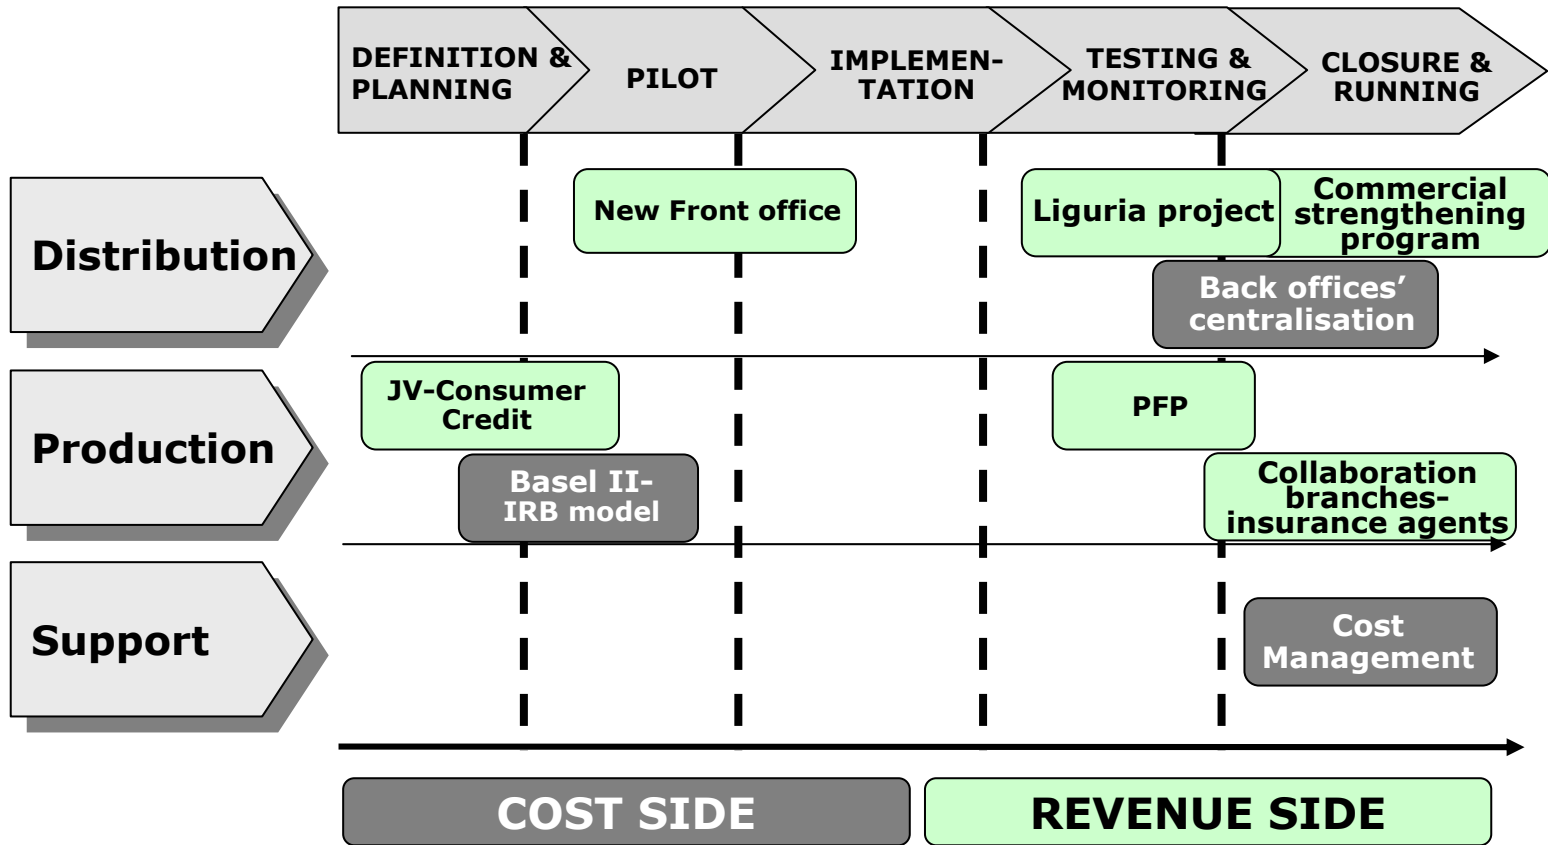 DEFINITION &
PLANNING
PILOT
IMPLEMEN-
TATION
TESTING &
MONITORING
CLOSURE &
RUNNING
Distribution
New Front office
Liguria project
Commercial
strengthening
program
Back offices’
centralisation
Production
JV-Consumer
Credit
PFP
Basel II-
IRB model
Collaboration
branches-
insurance agents
Support
Cost
Management
COST SIDE
REVENUE SIDE